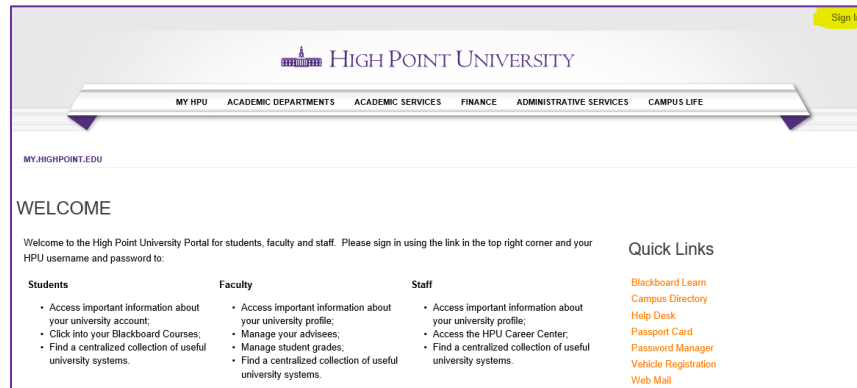 Sign In
HIGH POINT UNIVERSITY
MY HPU ACADEMIC DEPARTMENTS ACADEMIC SERVICES FINANCE ADMINISTRATIVE SERVICES CAMPUS LIFE
MY.HIGHPOINT.EDU
WELCOME
Welcome to the High Point University Portal for students, faculty and staff. Please sign in using the link in the top right corner and your
HPU username and password to:
Students
• Access important information about
your university account;
• Click into your Blackboard Courses;
• Find a centralized collection of useful
university systems.
Faculty
• Access important information about
your university profile;
• Manage your advisees;
• Manage student grades;
• Find a centralized collection of useful
university systems.
Staff
• Access important information about
your university profile;
• Access the HPU Career Center;
• Find a centralized collection of useful
university systems.
Quick Links
Blackboard Learn
Campus Directory
Help Desk
Passport Card
Password Manager
Vehicle Registration
Web Mail